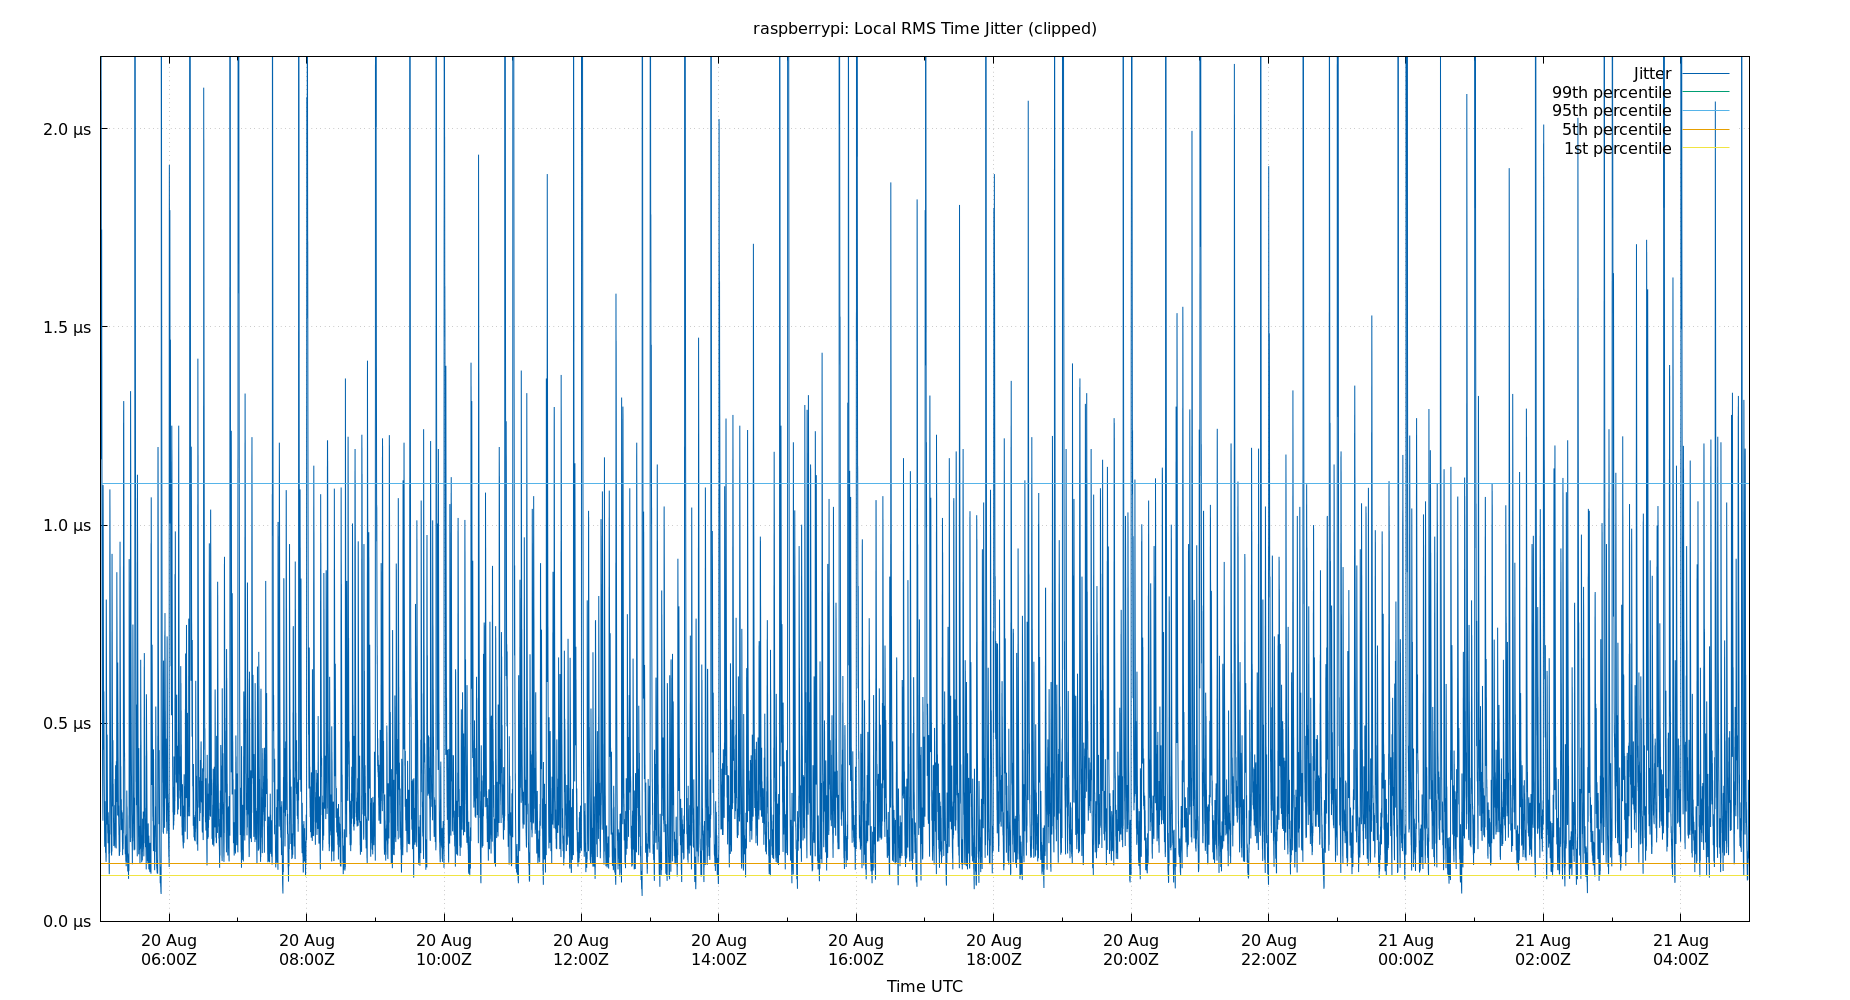 raspberrypi: Local RMS Time Jitter (clipped)
Jitter
99th percentile
95th percentile
5th percentile
1st percentile
2.0 µs
1.5 µs
1.0 µs
0.5 µs
0.0 µs
20 Aug 20 Aug 20 Aug 20 Aug 20 Aug 20 Aug 20 Aug 20 Aug 20 Aug 21 Aug 21 Aug 21 Aug
06:00Z 08:00Z 10:00Z 12:00Z 14:00Z 16:00Z 18:00Z 20:00Z 22:00Z 00:00Z 02:00Z 04:00Z
Time UTC